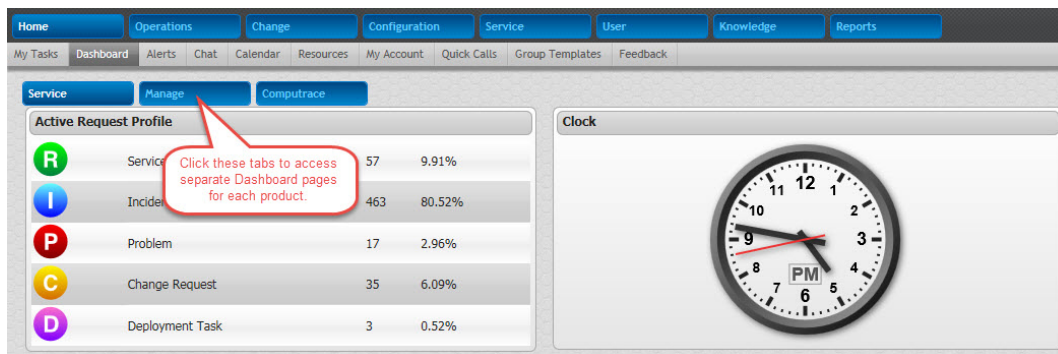 Home Operations Change Configuration Service User Knowledge Reports
My Tasks Dashboard Alerts Chat Calendar Resources My Account Quick Calls Group Templates Feedback
Service Manage Computrace
Active Request Profile
Clock
R Service 57 9.91%
I Inciden 463 80.52%
P Problem 17 2.96%
C Change Request 35 6.09%
D Deployment Task 3 0.52%
Click these tabs to access
separate Dashboard pages
for each product.
12
11 1
10 2
9 3
8 PM 4
7 5
6